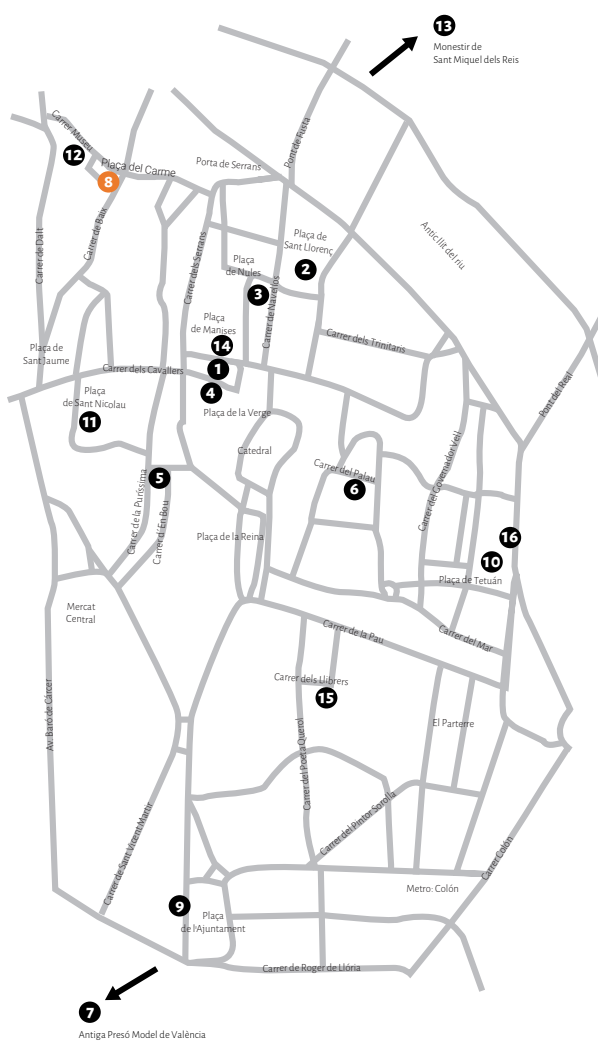 13
Monestir de
Sant Miquel dels Reis
Carrer Museu
12
Plaça del Carme
8
Porta de Serrans
Pont de Fusta
Carrer de Dalt
Carrer de Baix
Carrer dels Serrans
Plaça de
Sant Llorenç
2
Antic llit del riu
Plaça
de Nules
3
Carrer de Navellos
Plaça
de Manises
14
Carrer dels Trinitaris
Plaça de
Sant Jaume
Carrer dels Cavallers
1
4
Pont del Real
Plaça
de Sant Nicolau
11
Plaça de la Verge
Catedral
Carrer del Palau
6
Carrer del Governador Vell
5
Carrer de la Puríssima
Carrer d'En Bou
Plaça de la Reina
16
10
Plaça de Tetuán
Mercat
Central
Carrer de la Pau
Carrer del Mar
Carrer dels Llibrers
15
Av. Baró de Cárcer
El Parterre
Carrer del Poeta Querol
Carrer del Pintor Sorolla
Carrer de Sant Vicent Martir
Carrer Colón
Metro: Colón
9
Plaça
de l'Ajuntament
Carrer de Roger de Llória
7
Antiga Presó Model de València